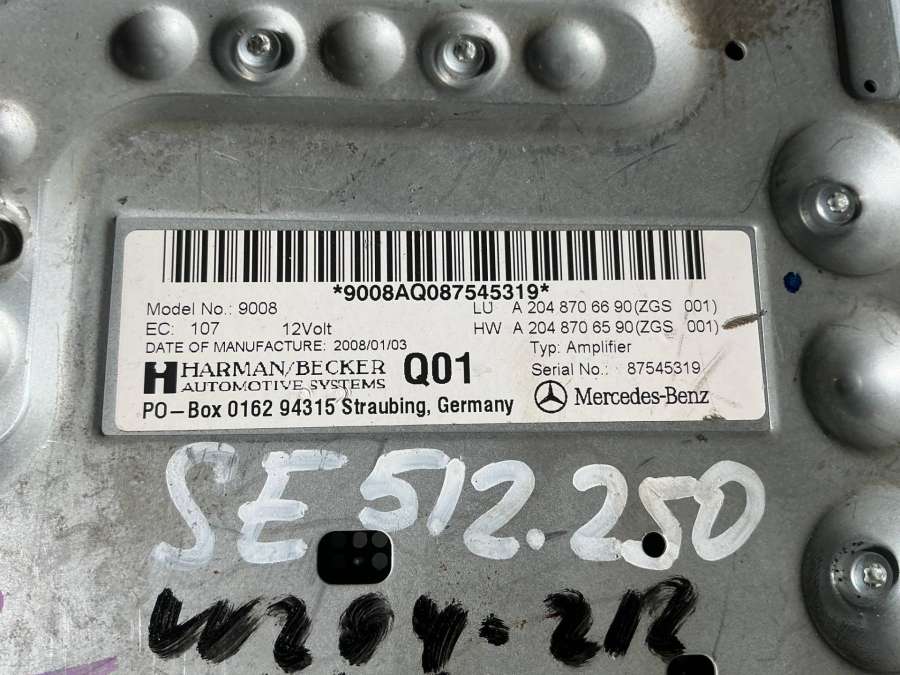 *9008AQ087545319*
Model No.: 9008 LU A 204 870 66 90(ZGS 001)
EC: 107 12Volt HW A 204 870 65 90(ZGS 001)
DATE OF MANUFACTURE: 2008/01/03 Typ: Amplifier
HARMAN/BECKER Q01 Serial No.: 87545319
AUTOMOTIVE SYSTEMS
PO-Box 0162 94315 Straubing, Germany Mercedes-Benz
SE 512.250
W204-212